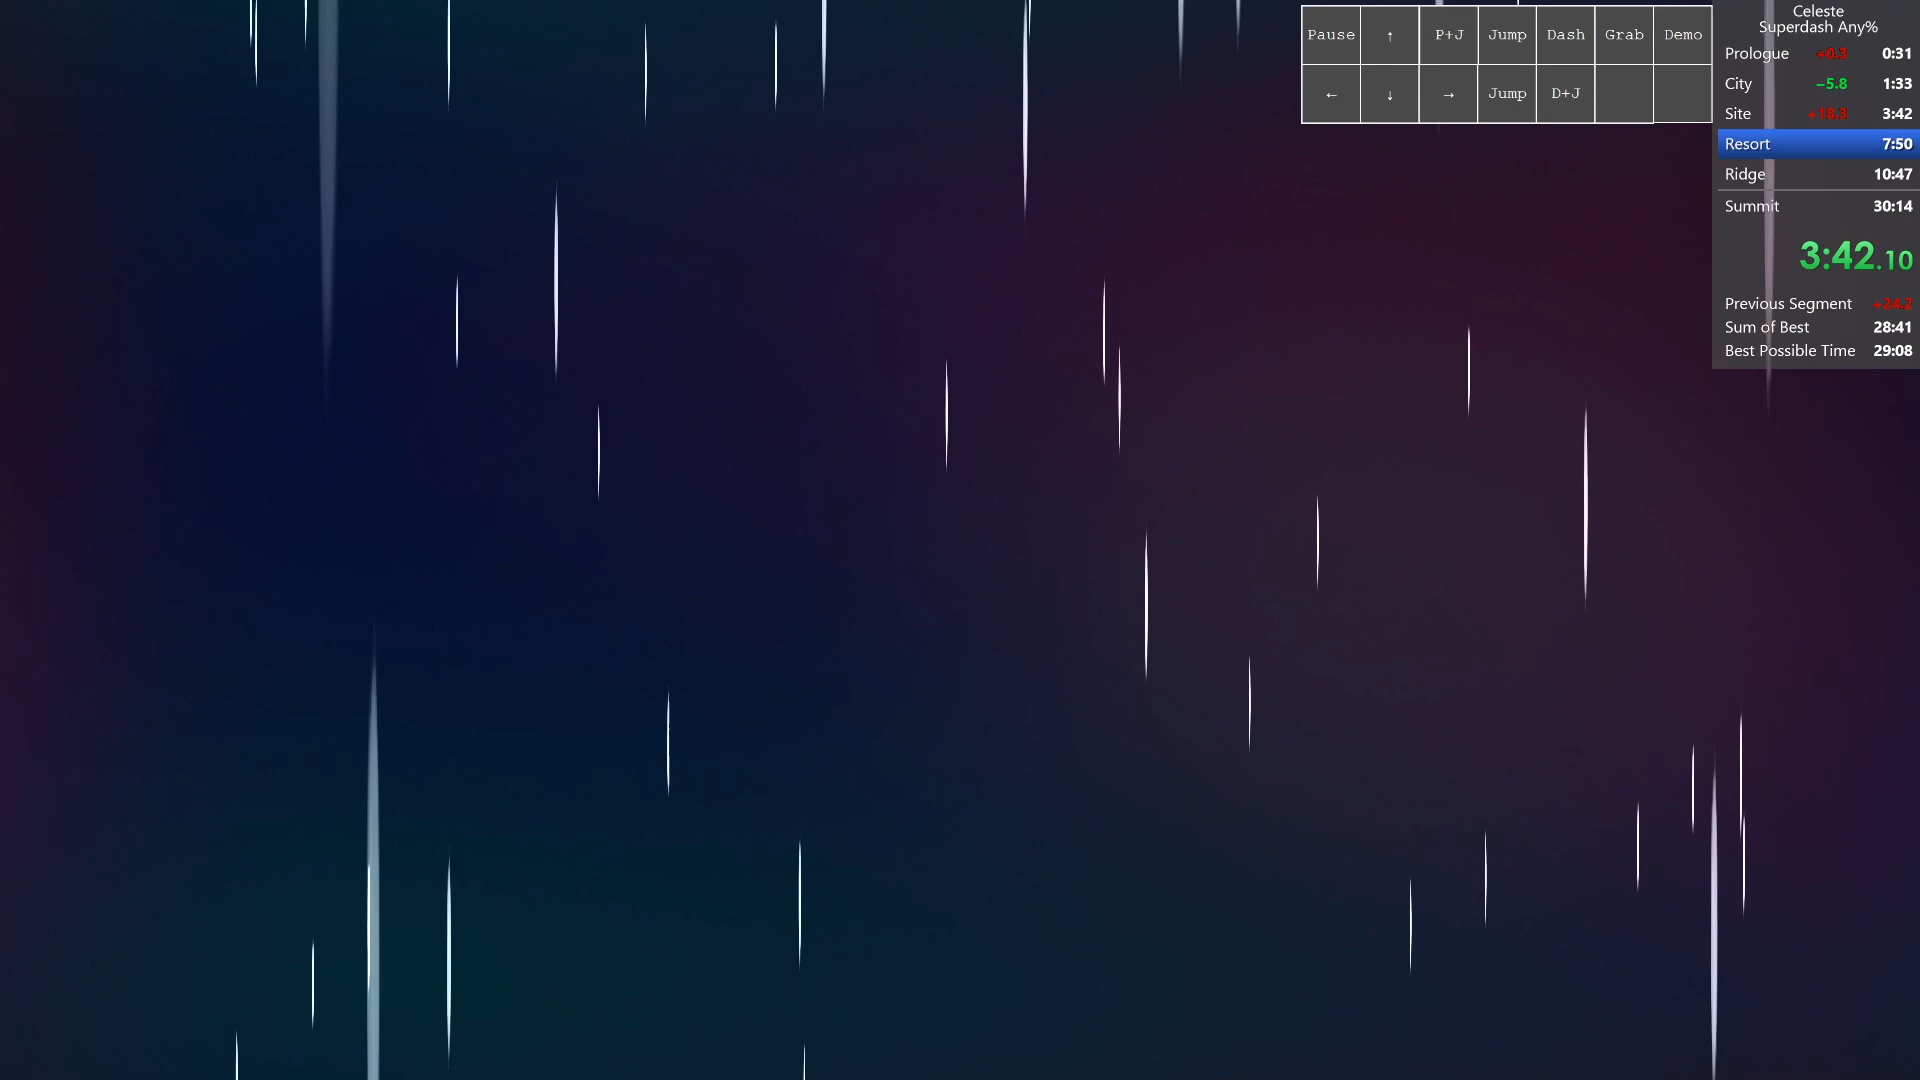 Pause ↑ P+J Jump Dash Grab Demo
← ↓ → Jump D+J
Celeste
Superdash Any%
Prologue +0.3 0:31
City −5.8 1:33
Site +18.3 3:42
Resort 7:50
Ridge 10:47
Summit 30:14
3:42.10
Previous Segment +24.2
Sum of Best 28:41
Best Possible Time 29:08